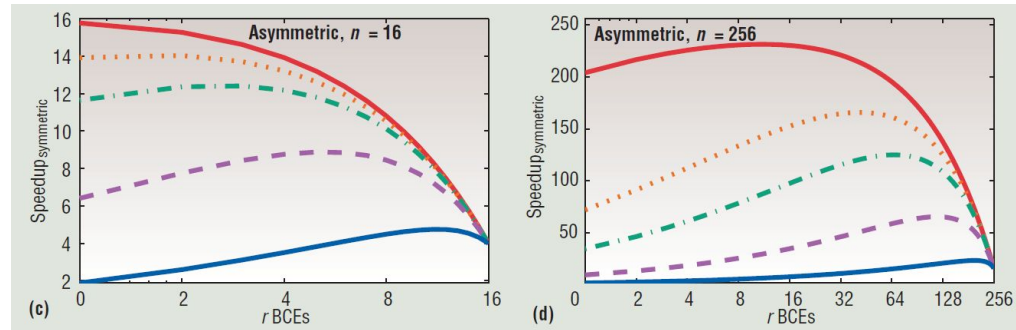 Asymmetric, n = 16
Speedup symmetric
16
14
12
10
8
6
4
2
0 2 4 8 16
r BCEs
(c)
Asymmetric, n = 256
Speedup symmetric
250
200
150
100
50
0 2 4 8 16 32 64 128 256
r BCEs
(d)